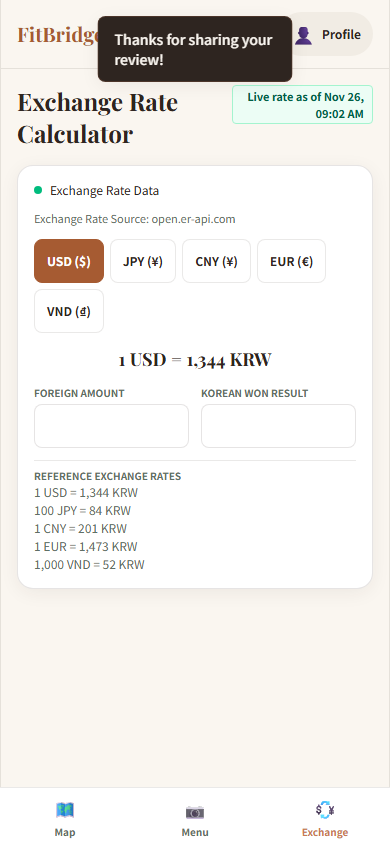 FitBridge
Thanks for sharing your
review!
Profile
Exchange Rate
Calculator
Live rate as of Nov 26,
09:02 AM
Exchange Rate Data
Exchange Rate Source: open.er-api.com
USD ($)
JPY (¥)
CNY (¥)
EUR (€)
VND (₫)
1 USD = 1,344 KRW
FOREIGN AMOUNT
KOREAN WON RESULT
REFERENCE EXCHANGE RATES
1 USD = 1,344 KRW
100 JPY = 84 KRW
1 CNY = 201 KRW
1 EUR = 1,473 KRW
1,000 VND = 52 KRW
Map
Menu
Exchange